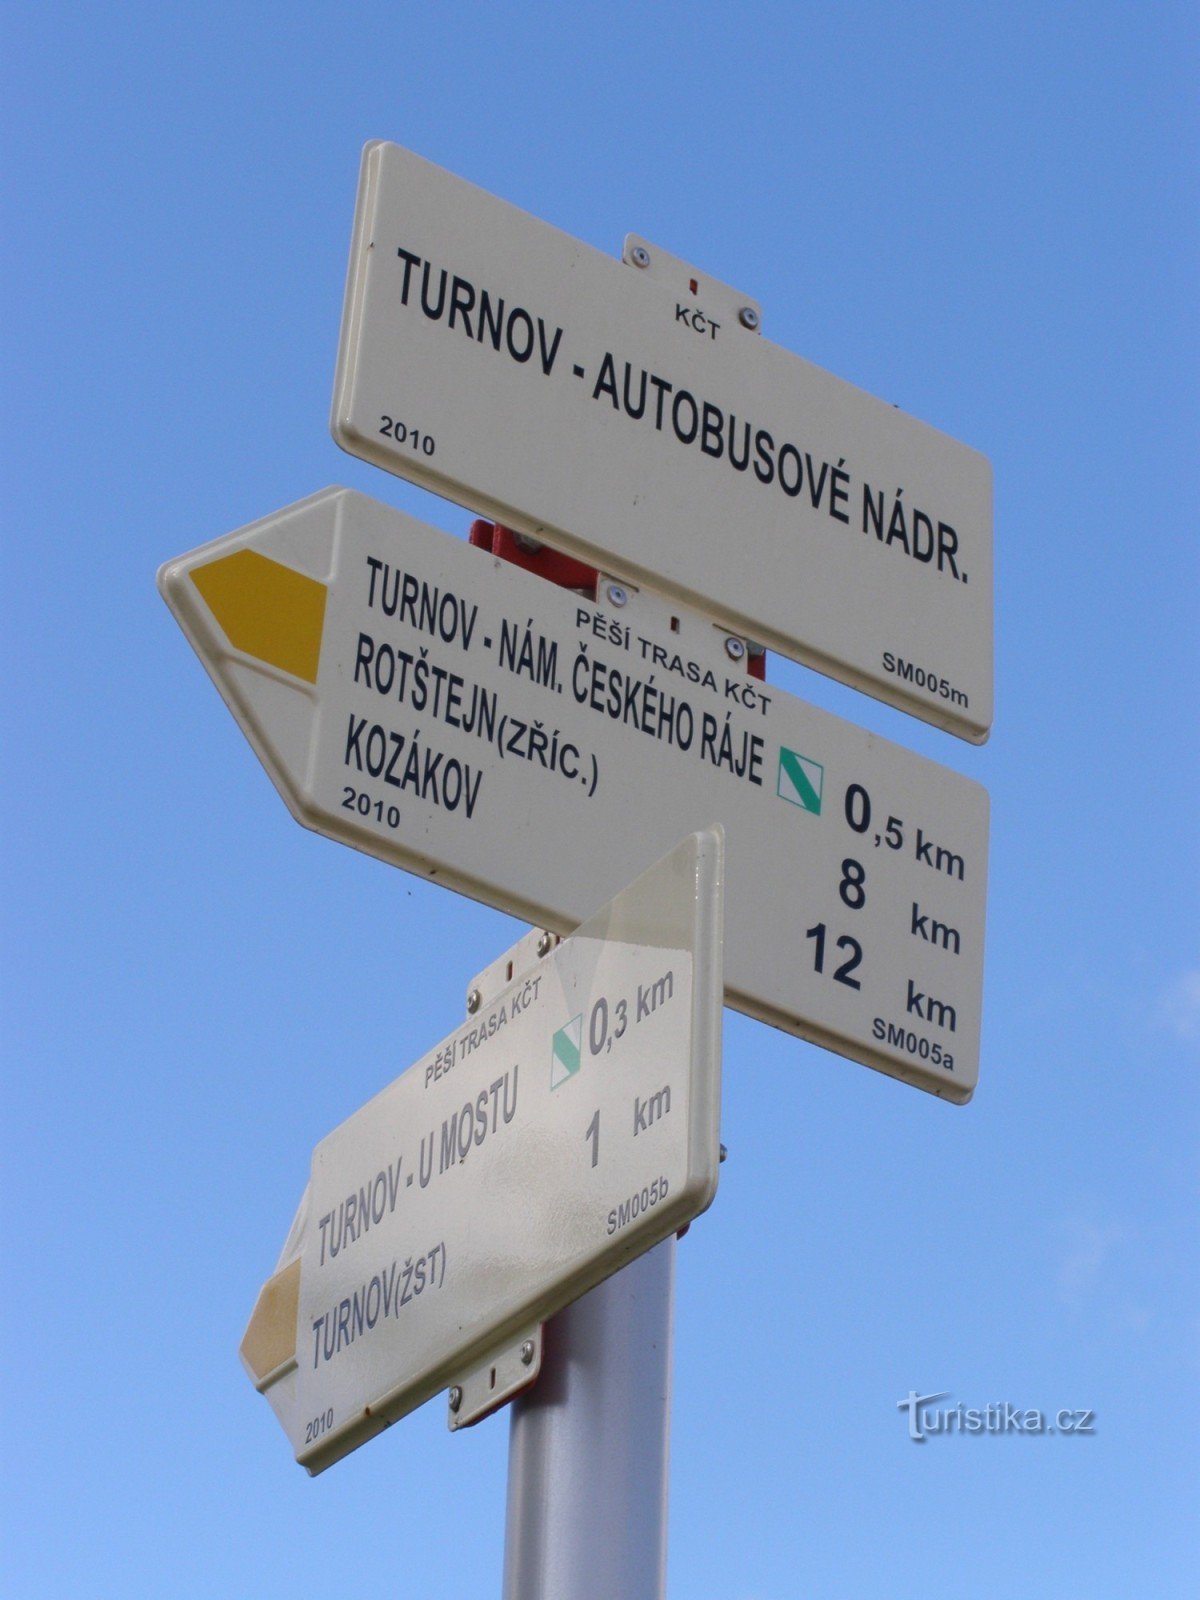 KČT
TURNOV - AUTOBUSOVÉ NÁDR.
2010
SM005m
PĚŠÍ TRASA KČT
TURNOV - NÁM. ČESKÉHO RÁJE 0,5 km
ROTŠTEJN(ZŘÍC.) 8 km
KOZÁKOV 12 km
2010
SM005a
PĚŠÍ TRASA KČT
TURNOV - U MOSTU 0,3 km
TURNOV(ŽST) 1 km
2010
SM005b
Turistika.cz